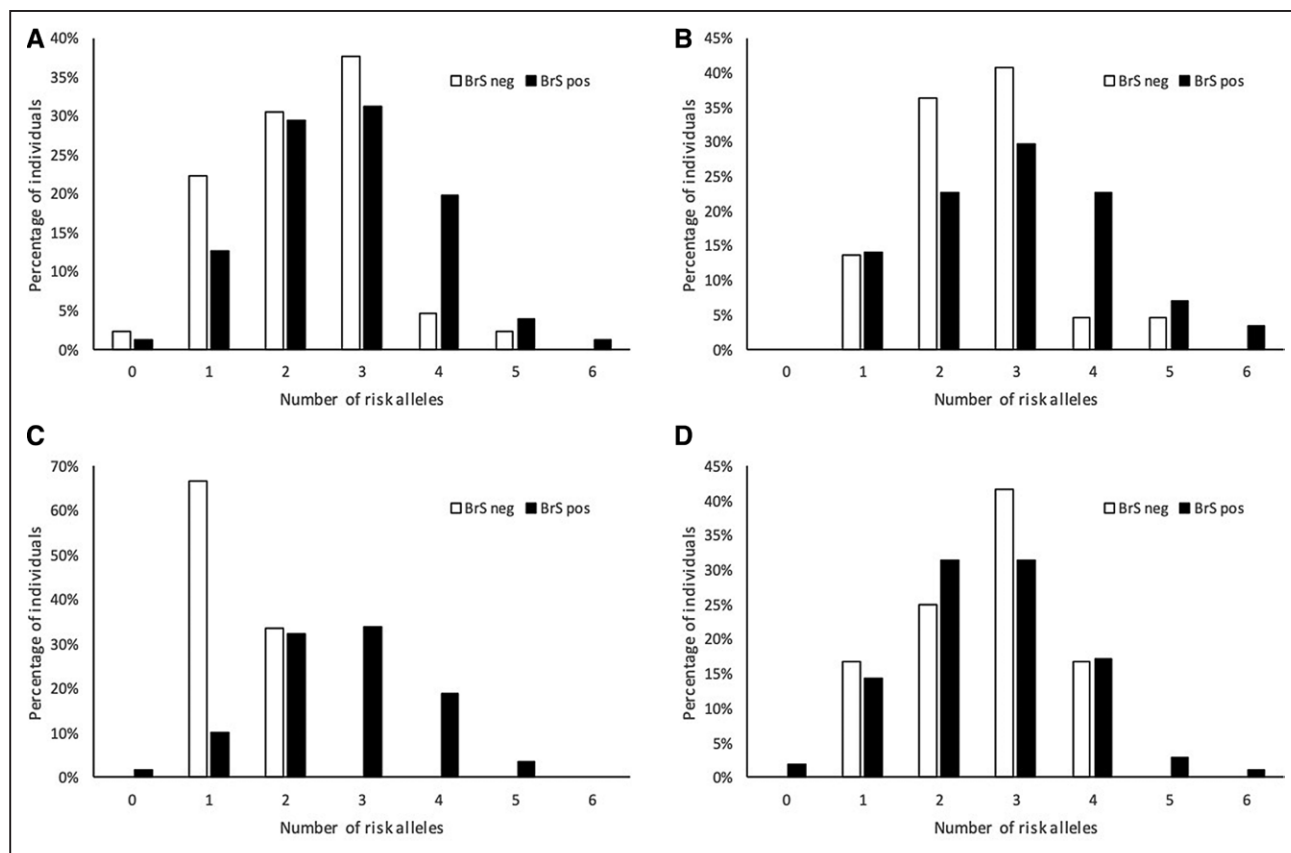 A
40%
35%
30%
25%
20%
15%
10%
5%
0%
Percentage of individuals
BrS neg BrS pos
0 1 2 3 4 5 6
Number of risk alleles
B
45%
40%
35%
30%
25%
20%
15%
10%
5%
0%
Percentage of individuals
BrS neg BrS pos
0 1 2 3 4 5 6
Number of risk alleles
C
70%
60%
50%
40%
30%
20%
10%
0%
Percentage of individuals
BrS neg BrS pos
0 1 2 3 4 5 6
Number of risk alleles
D
45%
40%
35%
30%
25%
20%
15%
10%
5%
0%
Percentage of individuals
BrS neg BrS pos
0 1 2 3 4 5 6
Number of risk alleles